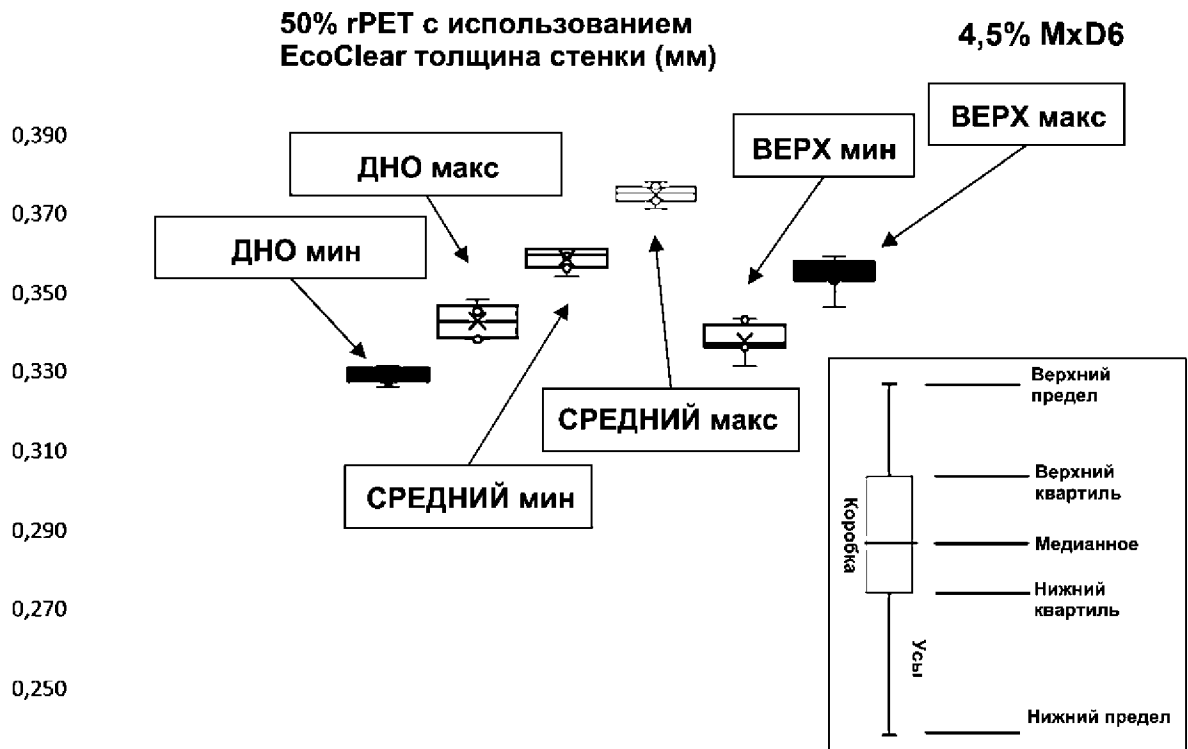 50% rPET с использованием
EcoClear толщина стенки (мм)
4,5% MxD6
0,390
0,370
0,350
0,330
0,310
0,290
0,270
0,250
ДНО мин
ДНО макс
СРЕДНИЙ мин
СРЕДНИЙ макс
ВЕРХ мин
ВЕРХ макс
Верхний
предел
Верхний
квартиль
Медианное
Нижний
квартиль
Нижний предел
Коробка
Усы